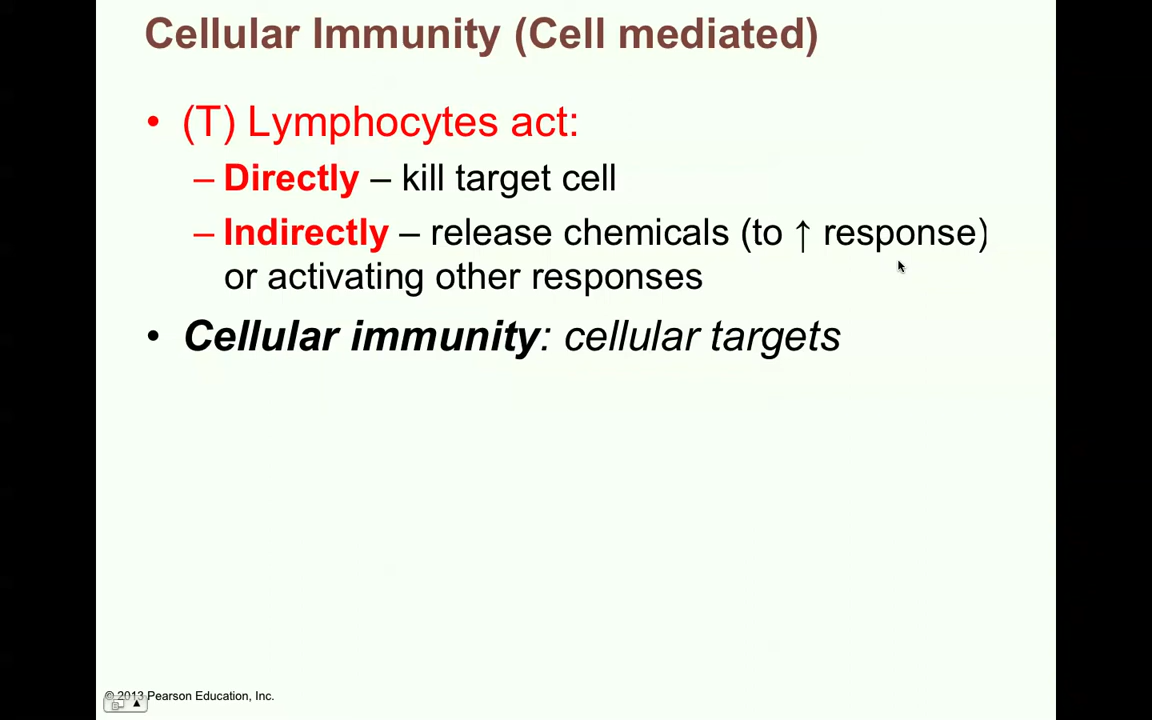 Cellular Immunity (Cell mediated)
• (T) Lymphocytes act:
– Directly – kill target cell
– Indirectly – release chemicals (to ↑ response)
or activating other responses
• Cellular immunity: cellular targets
© 2013 Pearson Education, Inc.